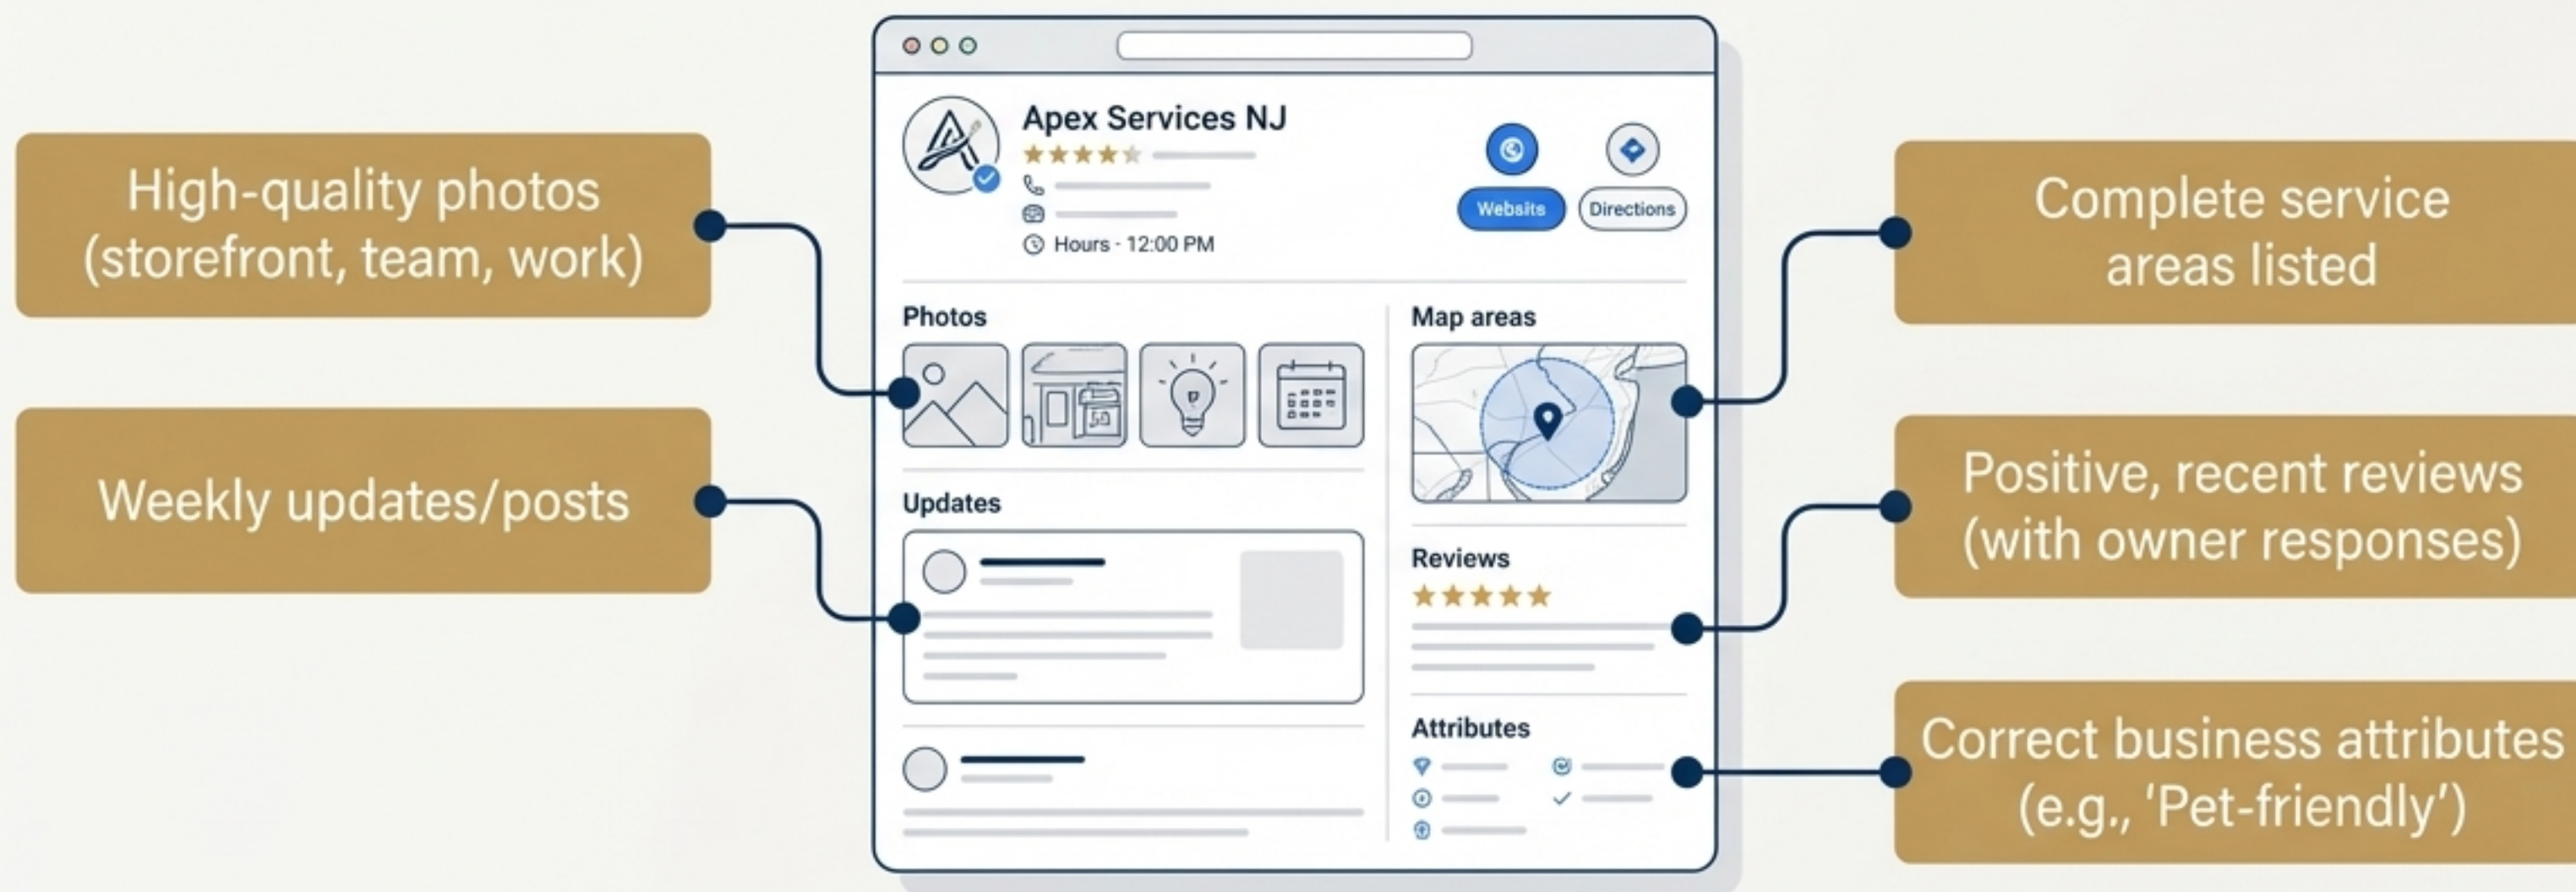 High-quality photos
(storefront, team, work)
Weekly updates/posts
Apex Services NJ
Hours · 12:00 PM
Websits
Directions
Photos
Updates
Map areas
Reviews
Attributes
Complete service
areas listed
Positive, recent reviews
(with owner responses)
Correct business attributes
(e.g., ‘Pet-friendly’)